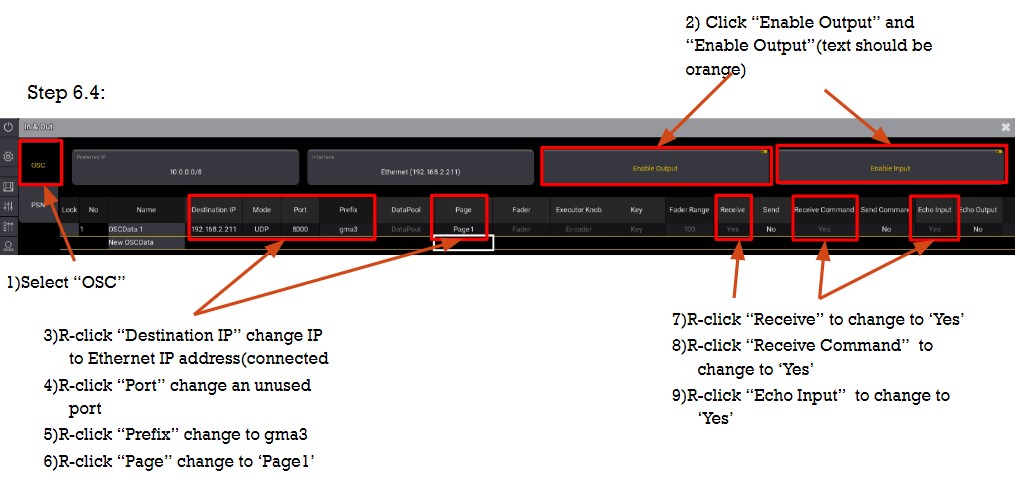 2) Click “Enable Output” and
“Enable Output”(text should be
orange)
Step 6.4:
In & Out
OSC
Preferred IP
10.0.0.0/8
Interface
Ethernet (192.168.2.211)
Enable Output
Enable Input
PSN
Lock No Name Destination IP Mode Port Prefix DataPool Page Fader Executor Knob Key Fader Range Receive Send Receive Command Send Command Echo Input Echo Output
1 OSCData 1 192.168.2.211 UDP 8000 gma3 DataPool Page1 Fader Encoder Key 100 Yes No Yes No Yes No
New OSCData
1)Select “OSC”
3)R-click “Destination IP” change IP
to Ethernet IP address(connected
4)R-click “Port” change an unused
port
5)R-click “Prefix” change to gma3
6)R-click “Page” change to ‘Page1’
7)R-click “Receive” to change to ‘Yes’
8)R-click “Receive Command” to
change to ‘Yes’
9)R-click “Echo Input” to change to
‘Yes’